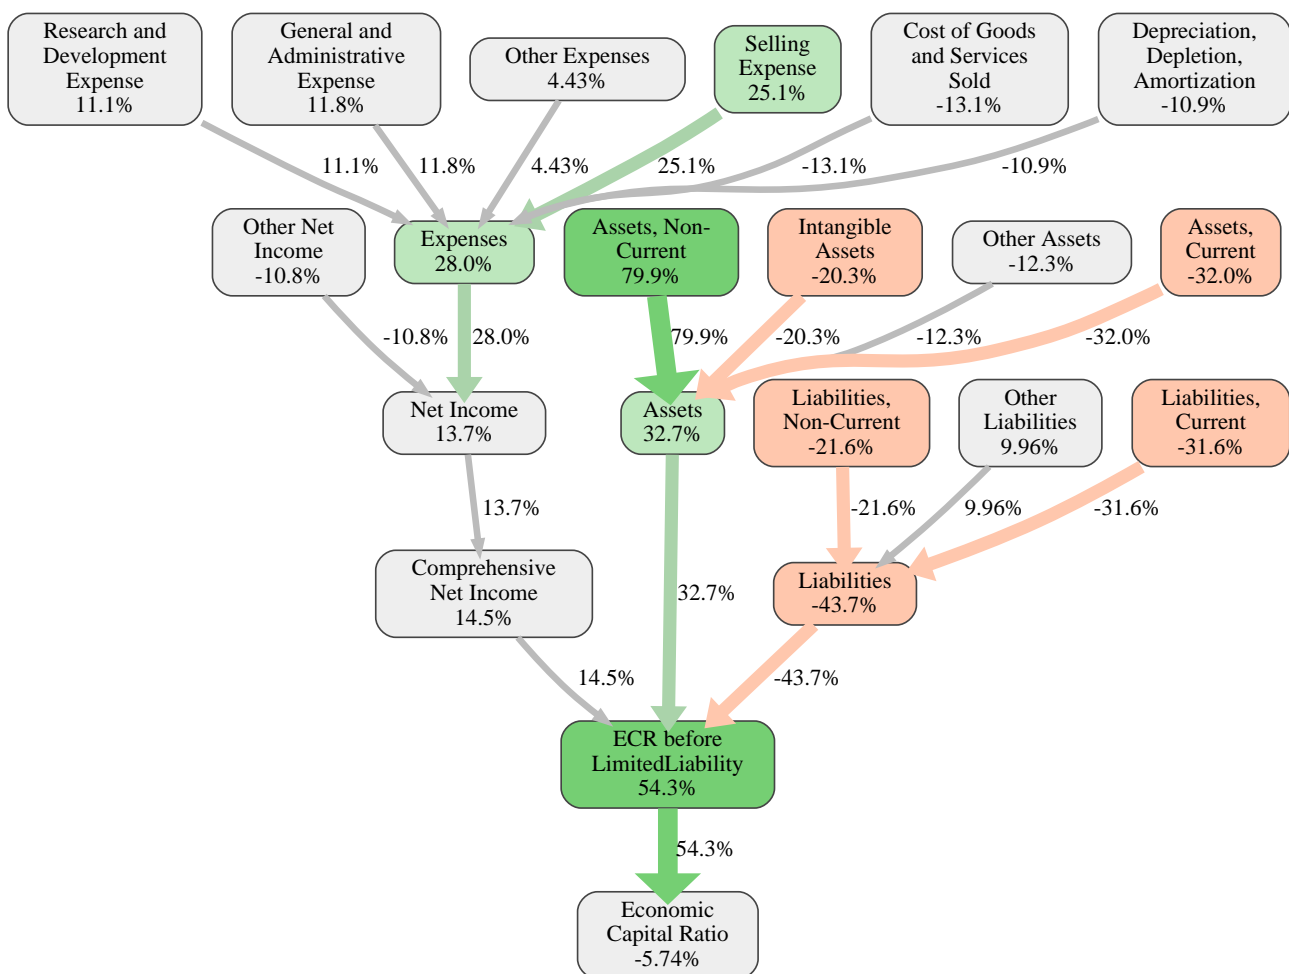 Research and
Development
Expense
11.1%
General and
Administrative
Expense
11.8%
Other Expenses
4.43%
Selling
Expense
25.1%
Cost of Goods
and Services
Sold
-13.1%
Depreciation,
Depletion,
Amortization
-10.9%
11.1%
11.8%
4.43%
25.1%
-13.1%
-10.9%
Other Net
Income
-10.8%
Expenses
28.0%
Assets, Non-
Current
79.9%
Intangible
Assets
-20.3%
Other Assets
-12.3%
Assets,
Current
-32.0%
-10.8%
28.0%
79.9%
-20.3%
-12.3%
-32.0%
Net Income
13.7%
Assets
32.7%
Liabilities,
Non-Current
-21.6%
Other
Liabilities
9.96%
Liabilities,
Current
-31.6%
13.7%
-21.6%
9.96%
-31.6%
Comprehensive
Net Income
14.5%
32.7%
Liabilities
-43.7%
14.5%
-43.7%
ECR before
LimitedLiability
54.3%
54.3%
Economic
Capital Ratio
-5.74%